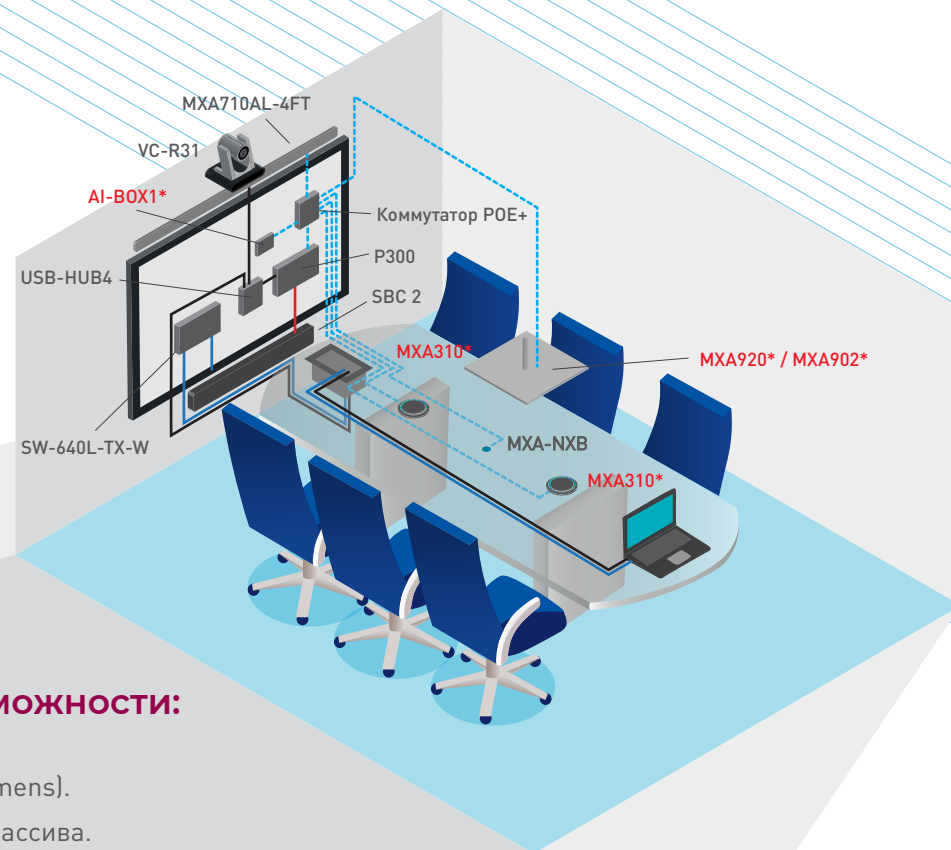 MXA710AL-4FT
VC-R31
AI-BOX1*
Коммутатор POE+
P300
USB-HUB4
SBC 2
MXA310*
MXA920* / MXA902*
SW-640L-TX-W
MXA-NXB
MXA310*
можности:
mens).
ассива.